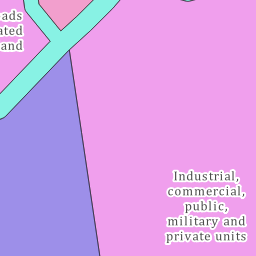 ads
ated
and
Industrial,
commercial,
public,
military and
private units